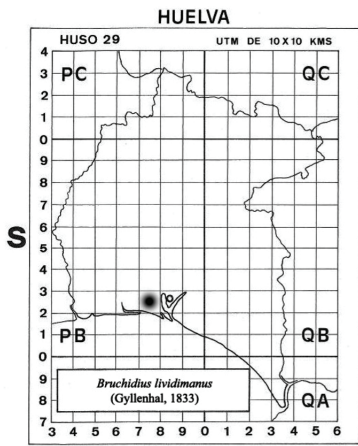 HUELVA
HUSO 29 UTM DE 10 X 10 KMS
4
PC QC
3
2
1
0
9
8
7
6
S
5
4
3
2
1
PB QB
0
9
8
7
Bruchidius lividimanus
(Gyllenhal, 1833)
QA
3 4 5 6 7 8 9 0 1 2 3 4 5 6